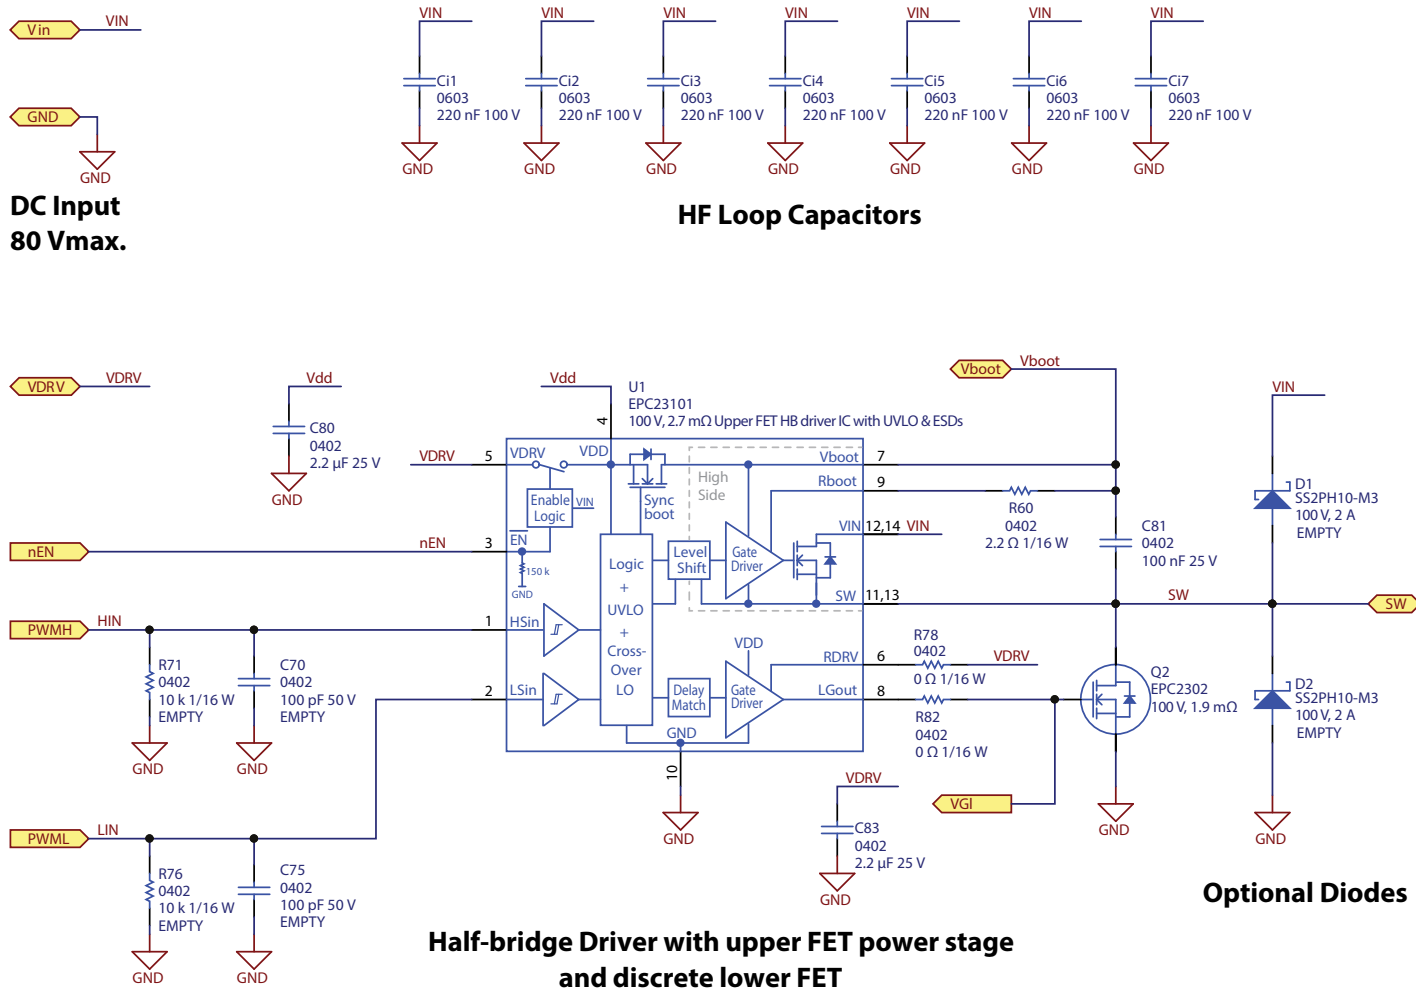 Vin
VIN
GND
GND
DC Input
80 Vmax.
VIN
Ci1
0603
220 nF 100 V
GND
VIN
Ci2
0603
220 nF 100 V
GND
VIN
Ci3
0603
220 nF 100 V
GND
VIN
Ci4
0603
220 nF 100 V
GND
VIN
Ci5
0603
220 nF 100 V
GND
VIN
Ci6
0603
220 nF 100 V
GND
VIN
Ci7
0603
220 nF 100 V
GND
HF Loop Capacitors
VDRV
VDRV
Vdd
C80
0402
2.2 µF 25 V
GND
Vdd
4
U1
EPC23101
100 V, 2.7 mΩ Upper FET HB driver IC with UVLO & ESDs
VDRV
5
VDRV
VDD
Enable
Logic
VIN
Sync
boot
High
Side
Vboot
7
Rboot
9
VIN
12,14
VIN
nEN
nEN
3
EN
150 k
GND
Logic
+
UVLO
+
Cross-
Over
LO
Level
Shift
Gate
Driver
SW
11,13
PWMH
HIN
1
HSin
R71
0402
10 k 1/16 W
EMPTY
GND
C70
0402
100 pF 50 V
EMPTY
GND
2
LSin
Delay
Match
VDD
Gate
Driver
RDRV
6
LGout
8
GND
10
GND
R78
0402
0 Ω 1/16 W
VDRV
R82
0402
0 Ω 1/16 W
Vboot
Vboot
R60
0402
2.2 Ω 1/16 W
C81
0402
100 nF 25 V
VIN
D1
SS2PH10-M3
100 V, 2 A
EMPTY
SW
SW
Q2
EPC2302
100 V, 1.9 mΩ
GND
D2
SS2PH10-M3
100 V, 2 A
EMPTY
GND
VGl
VDRV
C83
0402
2.2 µF 25 V
GND
PWML
LIN
R76
0402
10 k 1/16 W
EMPTY
GND
C75
0402
100 pF 50 V
EMPTY
GND
Optional Diodes
Half-bridge Driver with upper FET power stage
and discrete lower FET